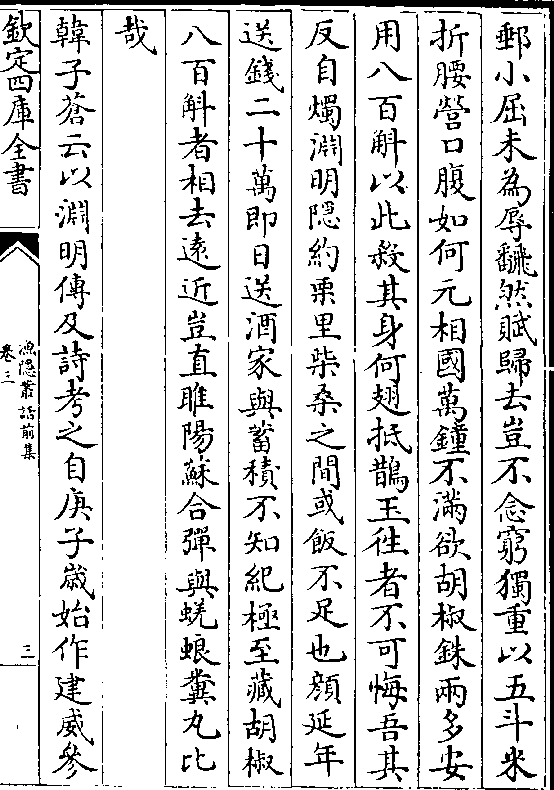 郵小屈未為辱飜然賦歸去豈不念窮獨重以五斗米
折腰營口腹如何元相國萬鐘不滿欲胡椒銖兩多安
用八百斛以此殺其身何翅抵鵲玉徃者不可悔吾其
反自燭淵明隠約栗里柴桑之間或飯不足也顔延年
送錢二十萬即日送酒家與蓄積不知紀極至藏胡椒
八百斛者相去遠近豈直睢陽蘇合彈與蜣蜋糞丸比
哉
韓子蒼云以淵明傳及詩考之自庚子歳始作建威參
欽定四庫全書
漁隠叢話前集
卷三
三